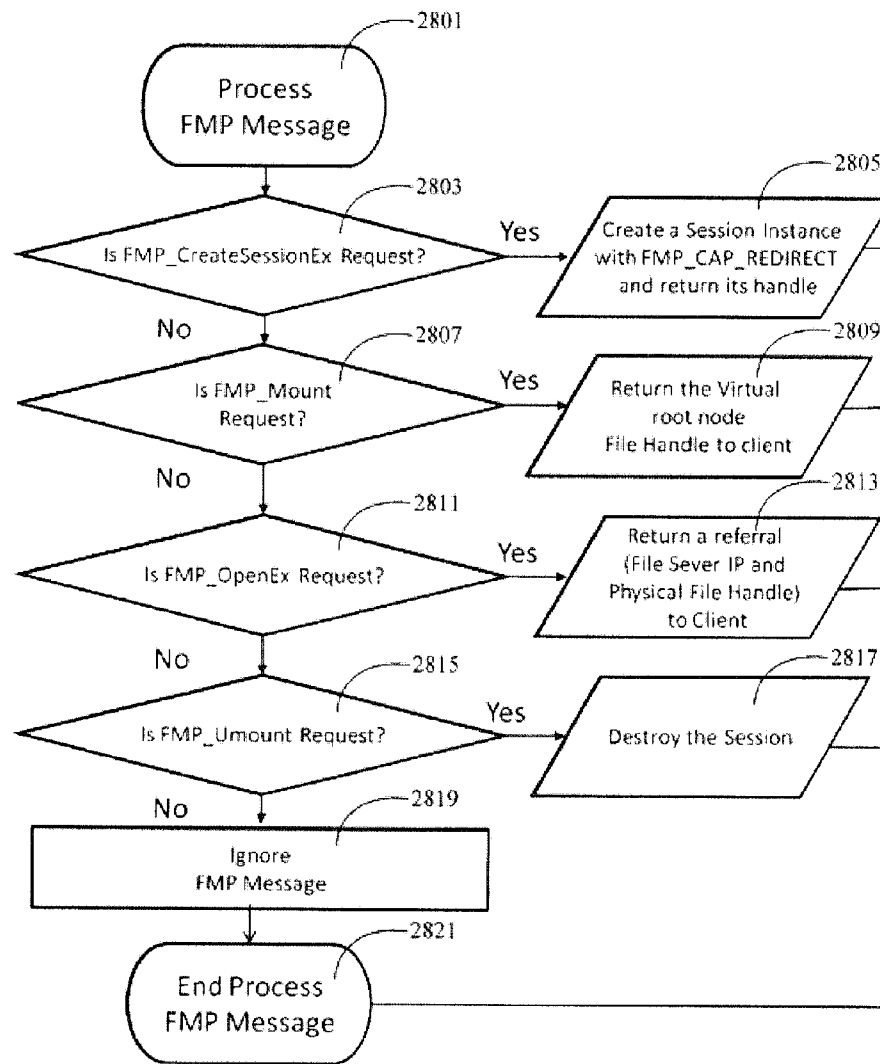 2801
Process
FMP Message
2803
Is FMP_CreateSessionEx Request?
Yes
2805
Create a Session Instance
with FMP_CAP_REDIRECT
and return its handle
No
2807
Is FMP_Mount
Request?
Yes
2809
Return the Virtual
root node
File Handle to client
No
2811
Is FMP_OpenEx Request?
Yes
2813
Return a referral
(File Sever IP and
Physical File Handle)
to Client
No
2815
Is FMP_Umount Request?
Yes
2817
Destroy the Session
No
2819
Ignore
FMP Message
2821
End Process
FMP Message